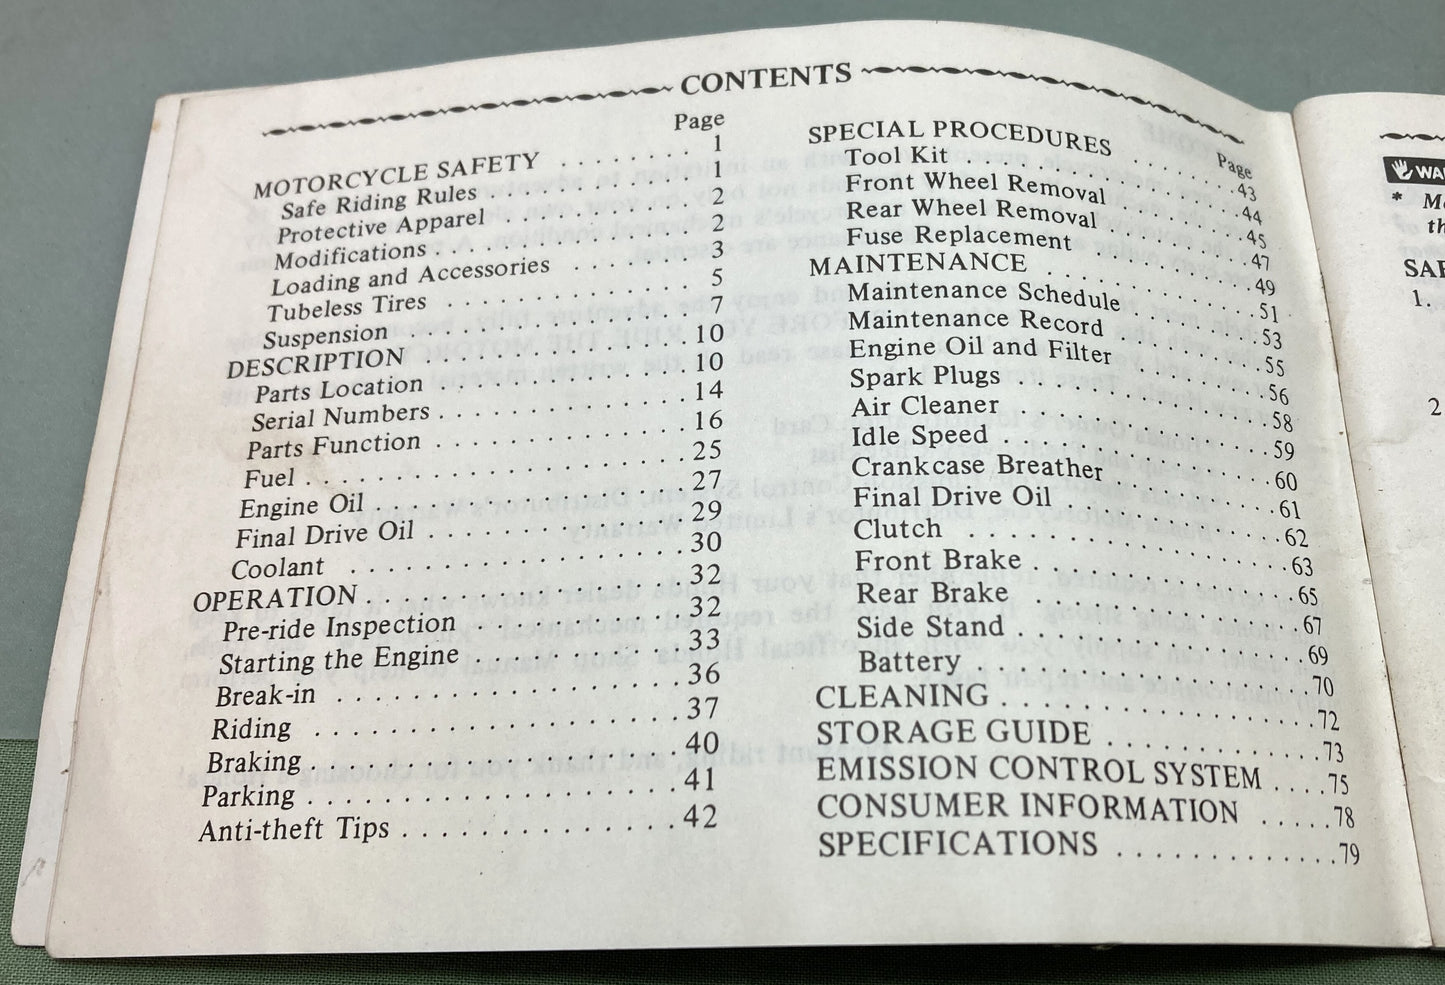 CONTENTS
Page
MOTORCYCLE SAFETY . . . . . . . . 1
Safe Riding Rules . . . . . . . . . . 1
Protective Apparel . . . . . . . . . . 2
Modifications . . . . . . . . . . . . 2
Loading and Accessories . . . . . . . 3
Tubeless Tires . . . . . . . . . . . . 5
Suspension . . . . . . . . . . . . . 7
DESCRIPTION . . . . . . . . . . . . 10
Parts Location . . . . . . . . . . . . 10
Serial Numbers . . . . . . . . . . . . 14
Parts Function . . . . . . . . . . . . 16
Fuel . . . . . . . . . . . . . . . . . 25
Engine Oil . . . . . . . . . . . . . . 27
Final Drive Oil . . . . . . . . . . . . 29
Coolant . . . . . . . . . . . . . . . 30
OPERATION . . . . . . . . . . . . . . 32
Pre-ride Inspection . . . . . . . . . . 32
Starting the Engine . . . . . . . . . . 33
Break-in . . . . . . . . . . . . . . . 36
Riding . . . . . . . . . . . . . . . . 37
Braking . . . . . . . . . . . . . . . . 40
Parking . . . . . . . . . . . . . . . . 41
Anti-theft Tips . . . . . . . . . . . . 42
Page
SPECIAL PROCEDURES . . . . . . . 43
Tool Kit . . . . . . . . . . . . . . . 44
Front Wheel Removal . . . . . . . . 45
Rear Wheel Removal . . . . . . . . 47
Fuse Replacement . . . . . . . . . . 49
MAINTENANCE . . . . . . . . . . . . 51
Maintenance Schedule . . . . . . . . 53
Maintenance Record . . . . . . . . . 55
Engine Oil and Filter . . . . . . . . . 56
Spark Plugs . . . . . . . . . . . . . 58
Air Cleaner . . . . . . . . . . . . . 59
Idle Speed . . . . . . . . . . . . . . 60
Crankcase Breather . . . . . . . . . 61
Final Drive Oil . . . . . . . . . . . . 62
Clutch . . . . . . . . . . . . . . . . 63
Front Brake . . . . . . . . . . . . . 65
Rear Brake . . . . . . . . . . . . . . 67
Side Stand . . . . . . . . . . . . . . 69
Battery . . . . . . . . . . . . . . . 70
CLEANING . . . . . . . . . . . . . . . 72
STORAGE GUIDE . . . . . . . . . . . 73
EMISSION CONTROL SYSTEM . . . . 75
CONSUMER INFORMATION . . . . . 78
SPECIFICATIONS . . . . . . . . . . . 79
*
1.
2